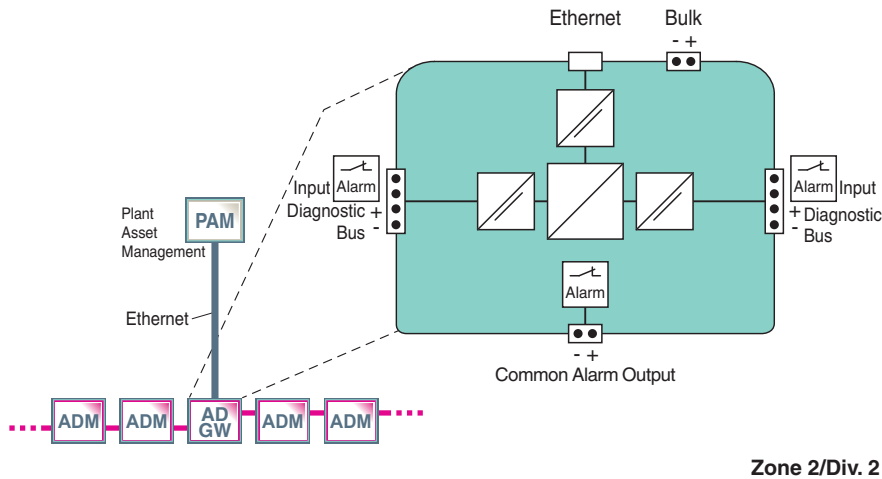 Ethernet
Bulk
- +
Alarm
Input
Diagnostic
Bus
+
-
Alarm
Input
+ Diagnostic
- Bus
Plant
Asset
Management
PAM
Ethernet
Alarm
- +
Common Alarm Output
ADM
ADM
AD
GW
ADM
ADM
Zone 2/Div. 2